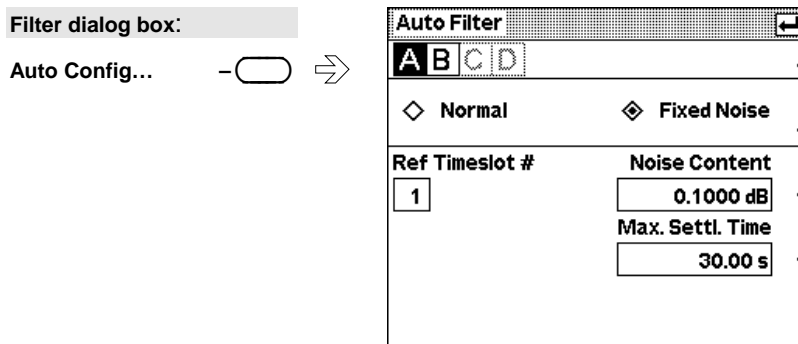 Filter dialog box:
Auto Config…
Auto Filter
A B C D
Normal Fixed Noise
Ref Timeslot # Noise Content
1 0.1000 dB
Max. Settl. Time
30.00 s